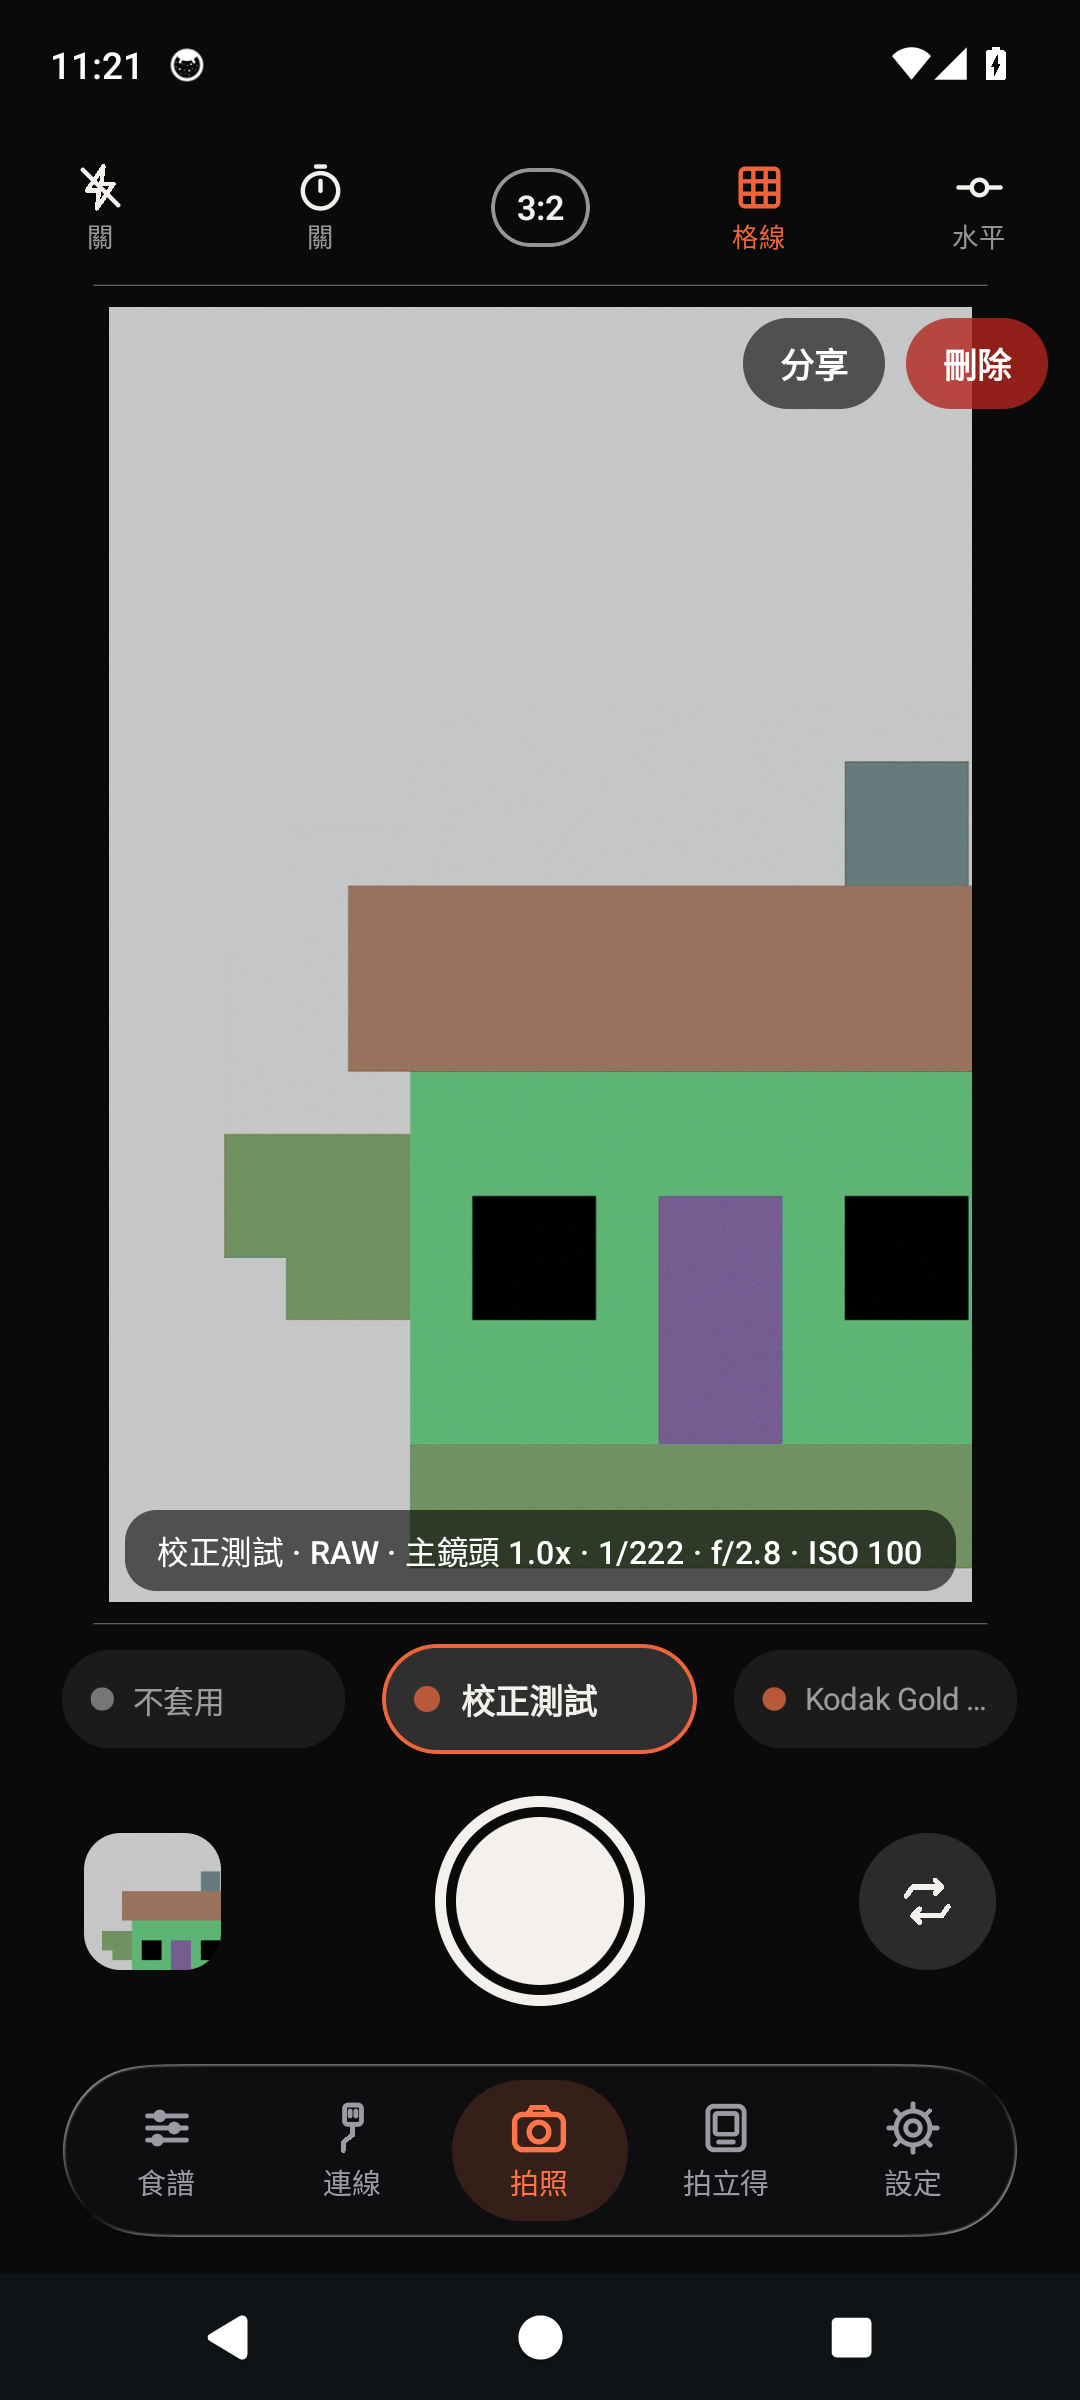 11:21
關
關
3:2
格線
水平
分享
刪除
校正測試 · RAW · 主鏡頭 1.0x · 1/222 · f/2.8 · ISO 100
不套用
校正測試
Kodak Gold ...
食譜
連線
拍照
拍立得
設定